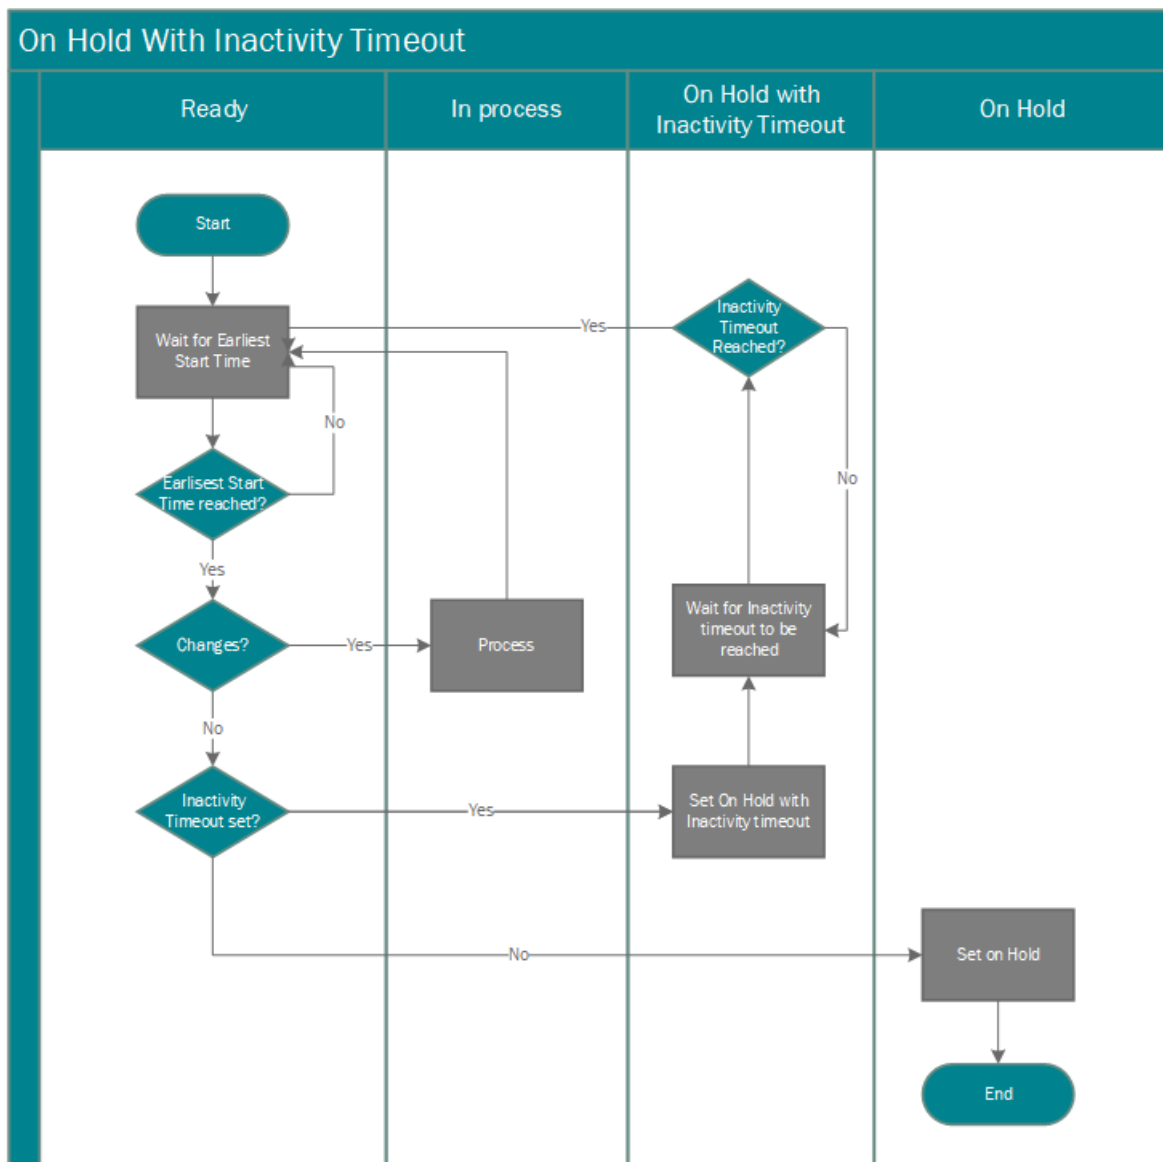 On Hold With Inactivity Timeout
Ready
In process
On Hold with
Inactivity Timeout
On Hold
Start
Wait for Earliest
Start Time
Inactivity
Timeout
Reached?
Yes
No
Earlisest Start
Time reached?
No
Yes
Changes?
Yes
Process
Wait for Inactivity
timeout to be
reached
No
Inactivity
Timeout set?
Yes
Set On Hold with
Inactivity timeout
No
Set on Hold
End